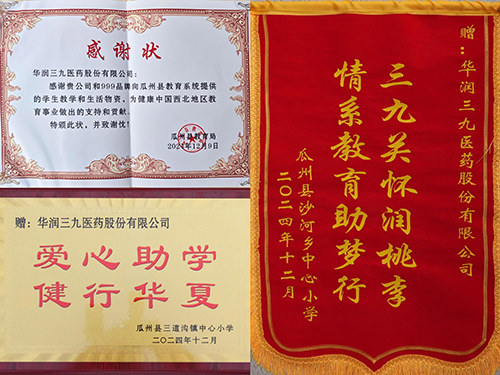 感谢状
华润三九医药股份有限公司：
感谢贵公司和999品牌向瓜州县教育系统提供
的学生教学和生活物资，为健康中国西北地区教
育事业做出的支持和贡献。
特颁此状，并致谢忱！
瓜州县教育局
2024年12月9日
赠：华润三九医药股份有限公司
爱心助学
健行华夏
瓜州县三道沟镇中心小学
二〇二四年十二月
赠：华润三九医药股份有限公司
三九关怀润桃李
情系教育助梦行
瓜州县沙河乡中心小学
二〇二四年十二月